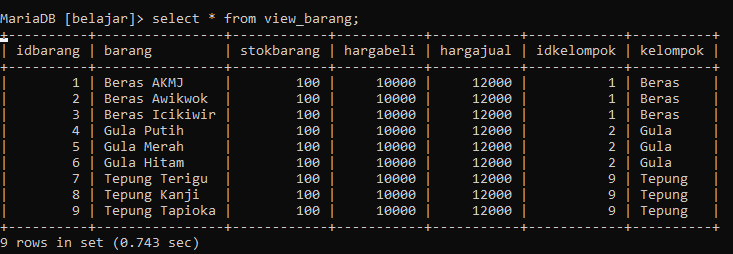 MariaDB [belajar]> select * from view_barang;
+----------+----------------+------------+-----------+-----------+------------+----------+
| idbarang | barang         | stokbarang | hargabeli | hargajual | idkelompok | kelompok |
+----------+----------------+------------+-----------+-----------+------------+----------+
|        1 | Beras AKMJ     |        100 |     10000 |     12000 |          1 | Beras    |
|        2 | Beras Awikwok  |        100 |     10000 |     12000 |          1 | Beras    |
|        3 | Beras Icikiwir |        100 |     10000 |     12000 |          1 | Beras    |
|        4 | Gula Putih     |        100 |     10000 |     12000 |          2 | Gula     |
|        5 | Gula Merah     |        100 |     10000 |     12000 |          2 | Gula     |
|        6 | Gula Hitam     |        100 |     10000 |     12000 |          2 | Gula     |
|        7 | Tepung Terigu  |        100 |     10000 |     12000 |          9 | Tepung   |
|        8 | Tepung Kanji   |        100 |     10000 |     12000 |          9 | Tepung   |
|        9 | Tepung Tapioka |        100 |     10000 |     12000 |          9 | Tepung   |
+----------+----------------+------------+-----------+-----------+------------+----------+
9 rows in set (0.743 sec)